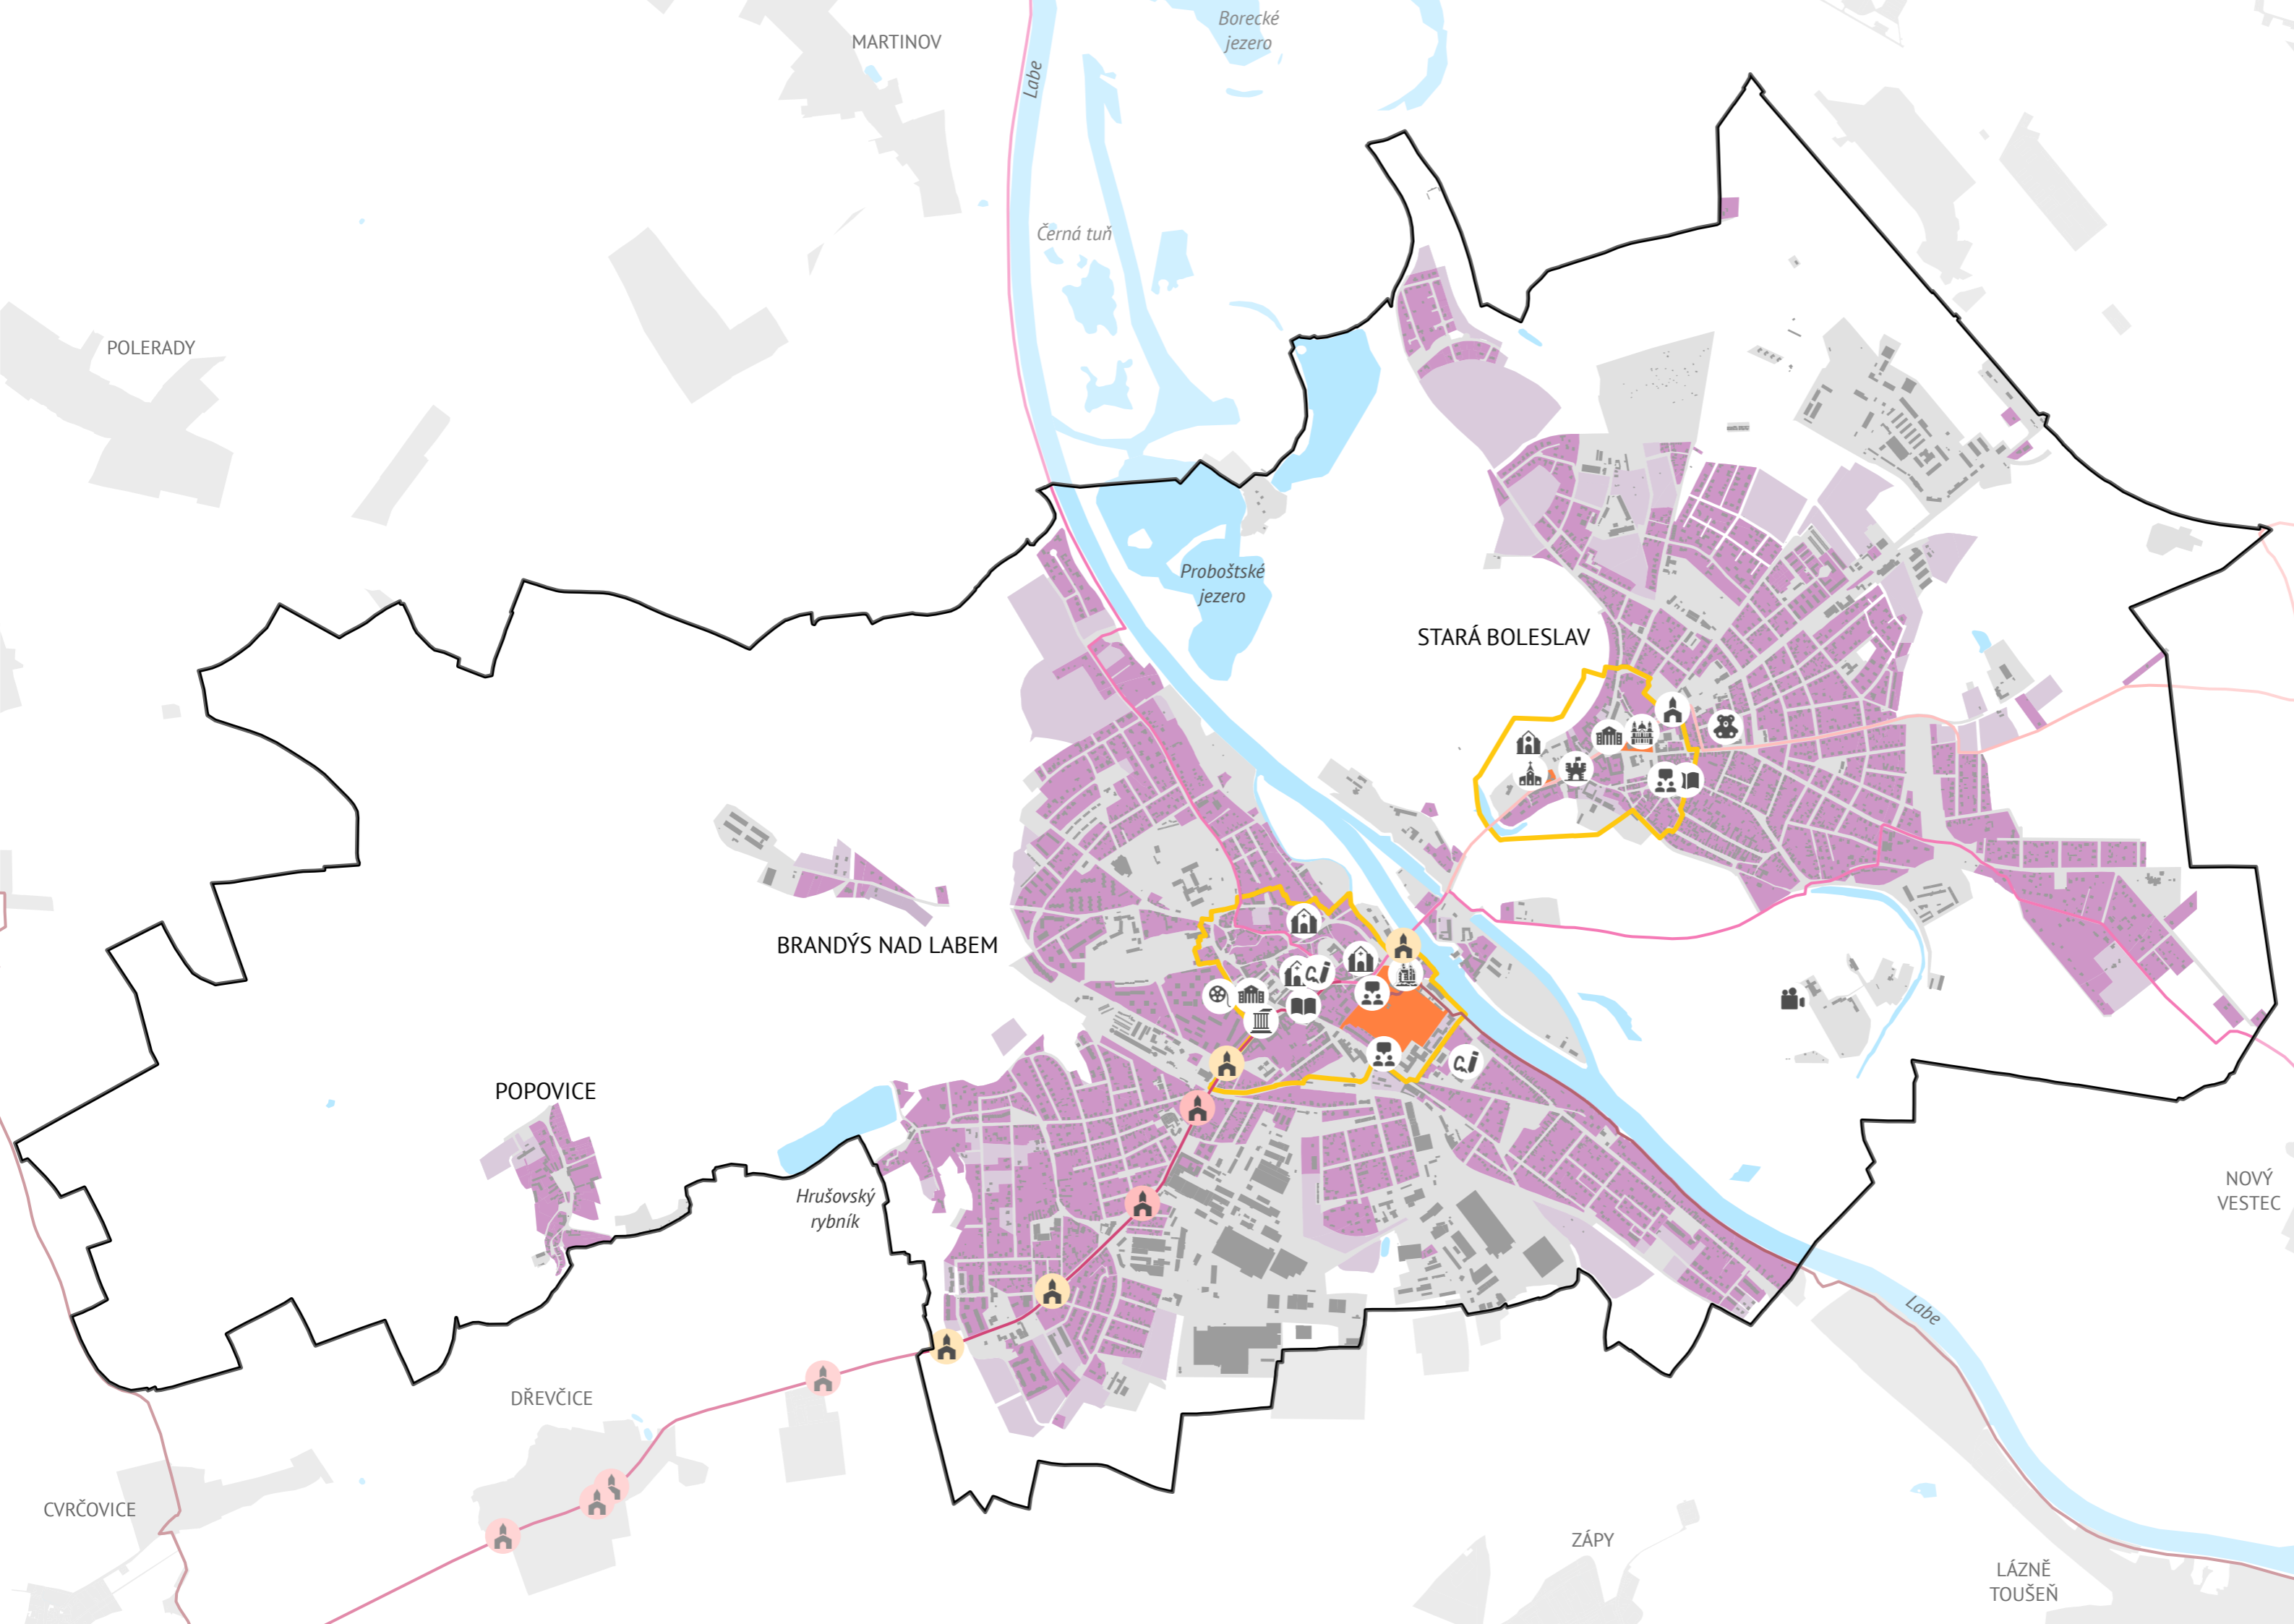 Borecké
jezero
MARTINOV
Labe
Černá tuň
POLERADY
Proboštské
jezero
STARÁ BOLESLAV
BRANDÝS NAD LABEM
POPOVICE
Hrušovský
rybník
NOVÝ
VESTEC
Labe
DŘEVČICE
CVRČOVICE
ZÁPY
LÁZNĚ
TOUŠEŇ